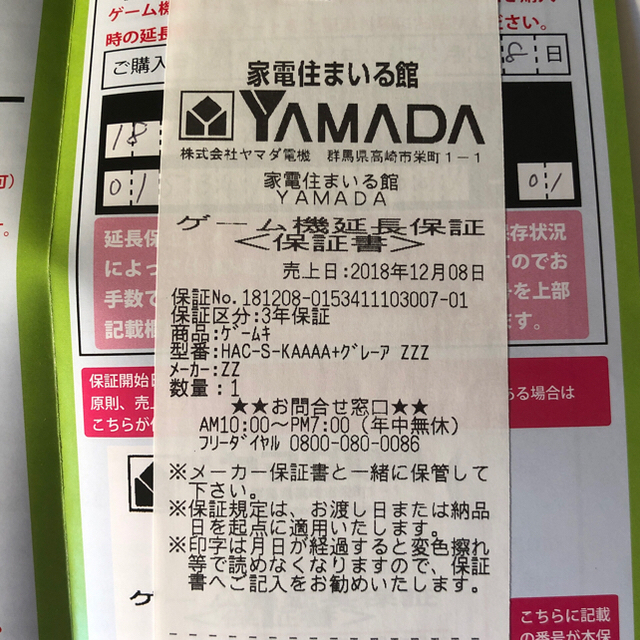 ゲーム機
時の延長
ご購入
日
18
01
01
家電住まいる館
YAMADA
株式会社ヤマダ電機 群馬県高崎市栄町1-1
家電住まいる館
YAMADA
ゲーム機延長保証
<保証書>
売上日:2018年12月08日
保証No.181208-0153411103007-01
保証区分:3年保証
商品:ｹﾞｰﾑｷ
型番:HAC-S-KAAAA+ｸﾞﾚｰｱ ZZZ
ﾒｰｶｰ:ZZ
数量:1
★★お問合せ窓口★★
AM10:00～PM7:00(年中無休)
ﾌﾘｰﾀﾞｲﾔﾙ 0800-080-0086
※メーカー保証書と一緒に保管して
下さい。
※保証規定は、お渡し日または納品
日を起点に適用いたします。
※印字は月日が経過すると変色擦れ
等で読めなくなりますので、保証
書へご記入をお勧めいたします。
延長保
によっ
手数で
記載欄
存状況
すのでお
を上部
ます。
保証開始日
原則、売上
こちらが保
ある場合は
こちらに記載
の番号が本保